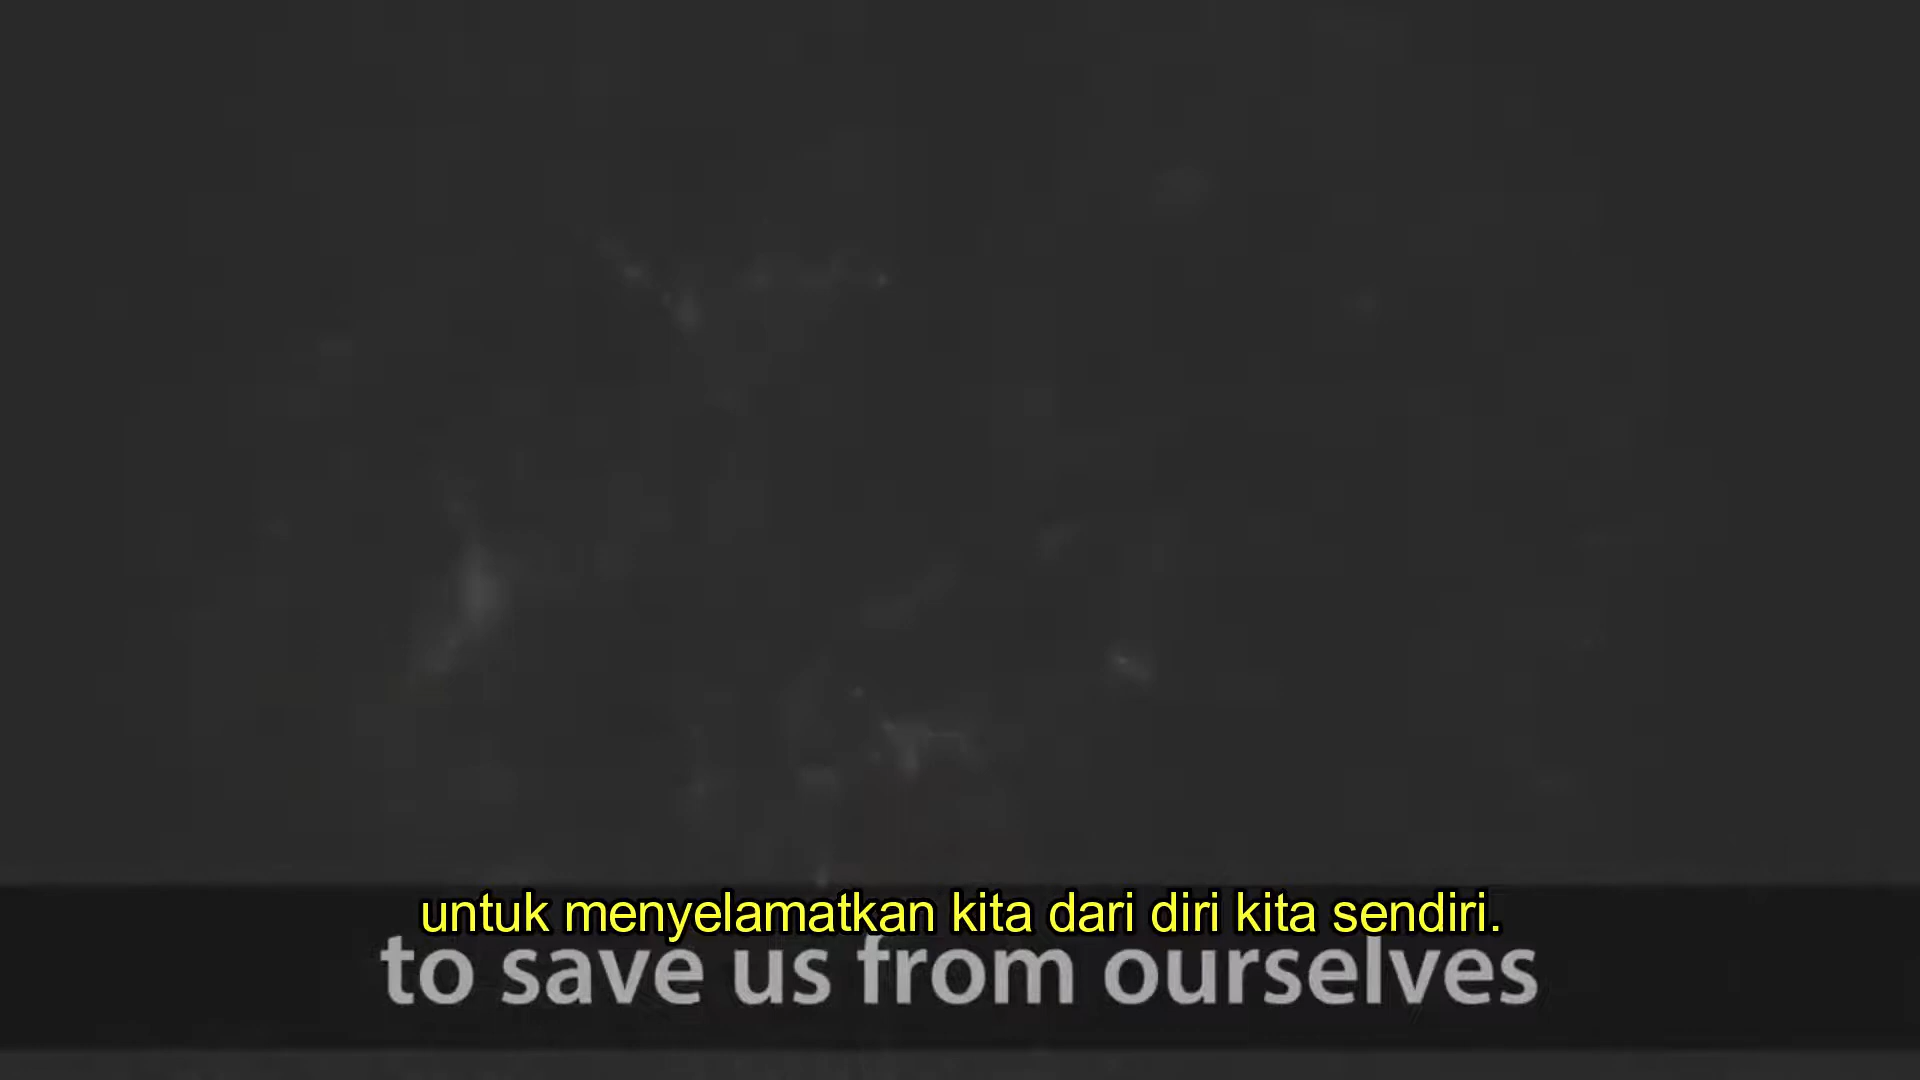 untuk menyelamatkan kita dari diri kita sendiri.
to save us from ourselves